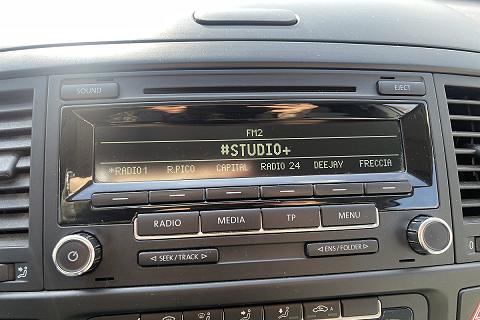 SOUND EJECT
FM2
#STUDIO+
*RADIO1 R.PICO CAPITAL RADIO 24 DEEJAY FRECCIA
RADIO MEDIA TP MENU
SEEK / TRACK ENS / FOLDER